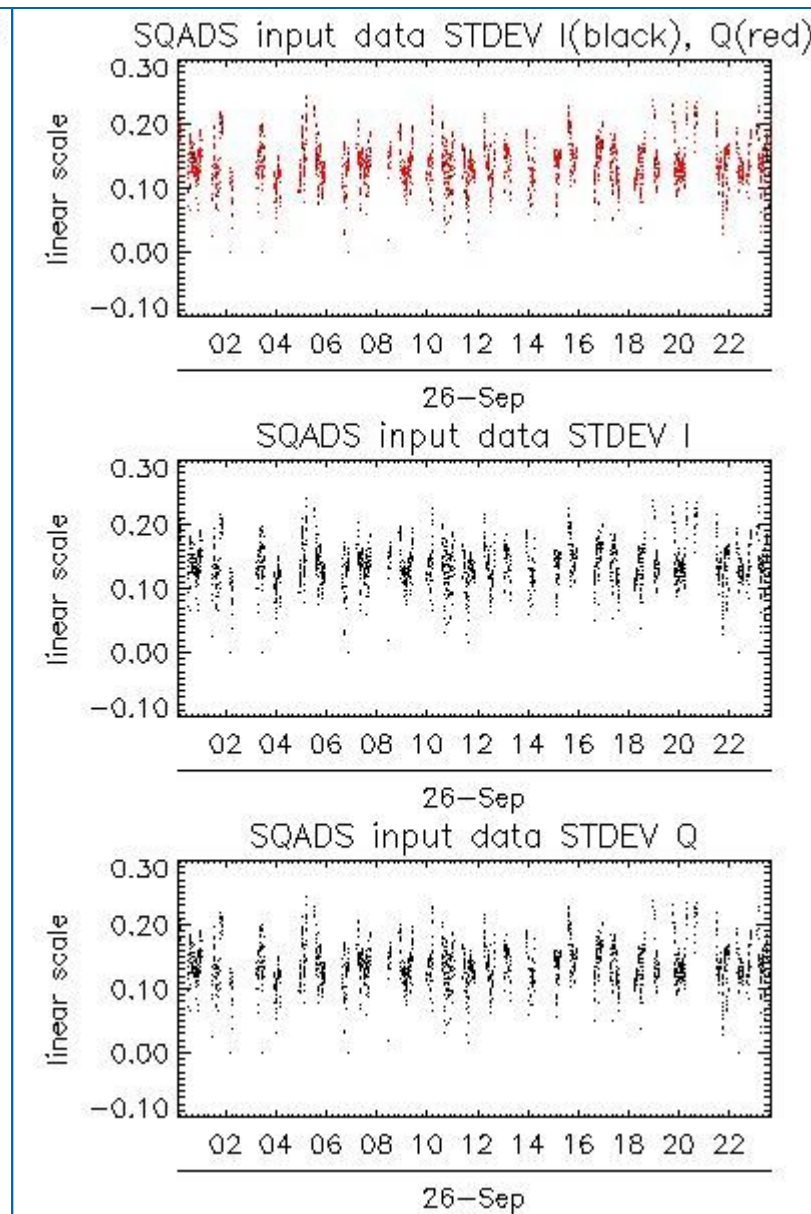 SQADS input data STDEV I(black), Q(red)
0.30
0.20
0.10
0.00
−0.10
linear scale
02 04 06 08 10 12 14 16 18 20 22
26−Sep
SQADS input data STDEV I
0.30
0.20
0.10
0.00
−0.10
linear scale
02 04 06 08 10 12 14 16 18 20 22
26−Sep
SQADS input data STDEV Q
0.30
0.20
0.10
0.00
−0.10
linear scale
02 04 06 08 10 12 14 16 18 20 22
26−Sep